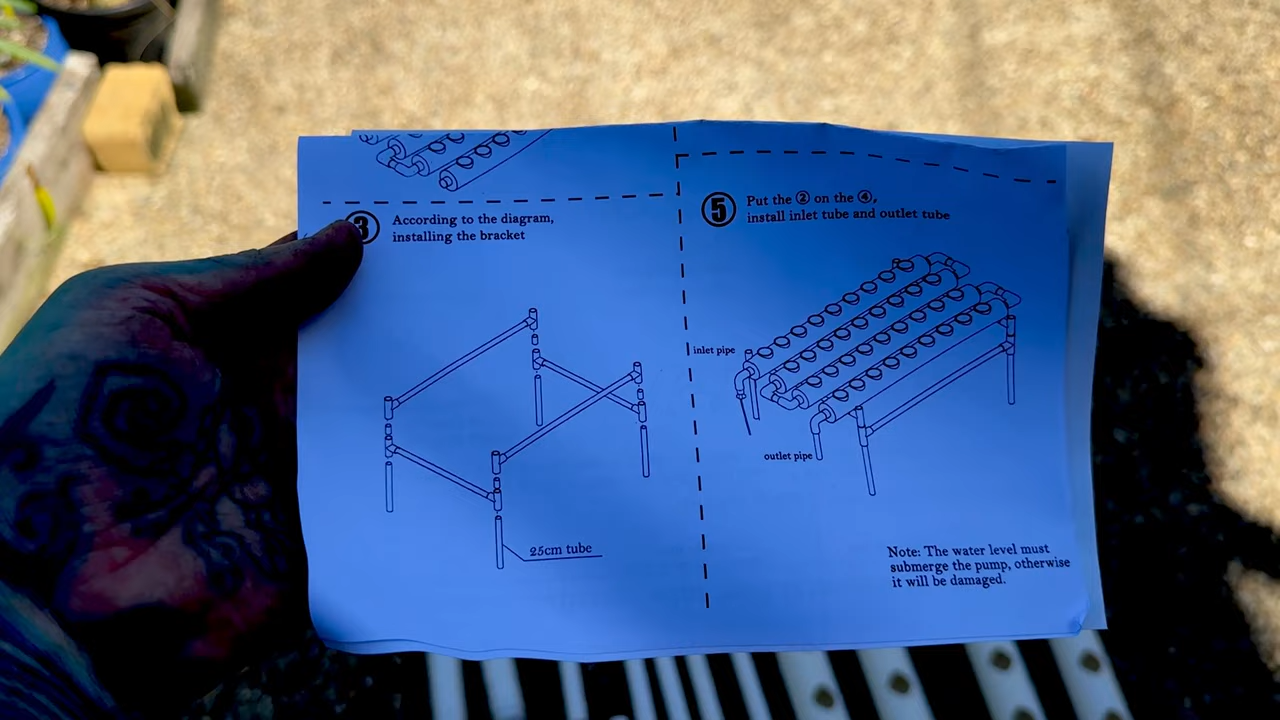 ③ According to the diagram,
installing the bracket
25cm tube
⑤ Put the ② on the ④,
install inlet tube and outlet tube
inlet pipe
outlet pipe
Note: The water level must
submerge the pump, otherwise
it will be damaged.